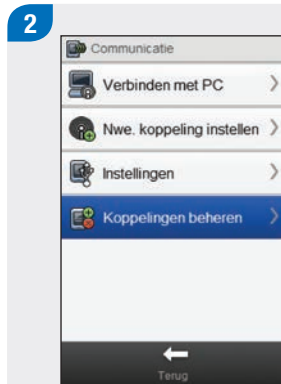 2
Communicatie
Verbinden met PC
Nwe. koppeling instellen
Instellingen
Koppelingen beheren
Terug